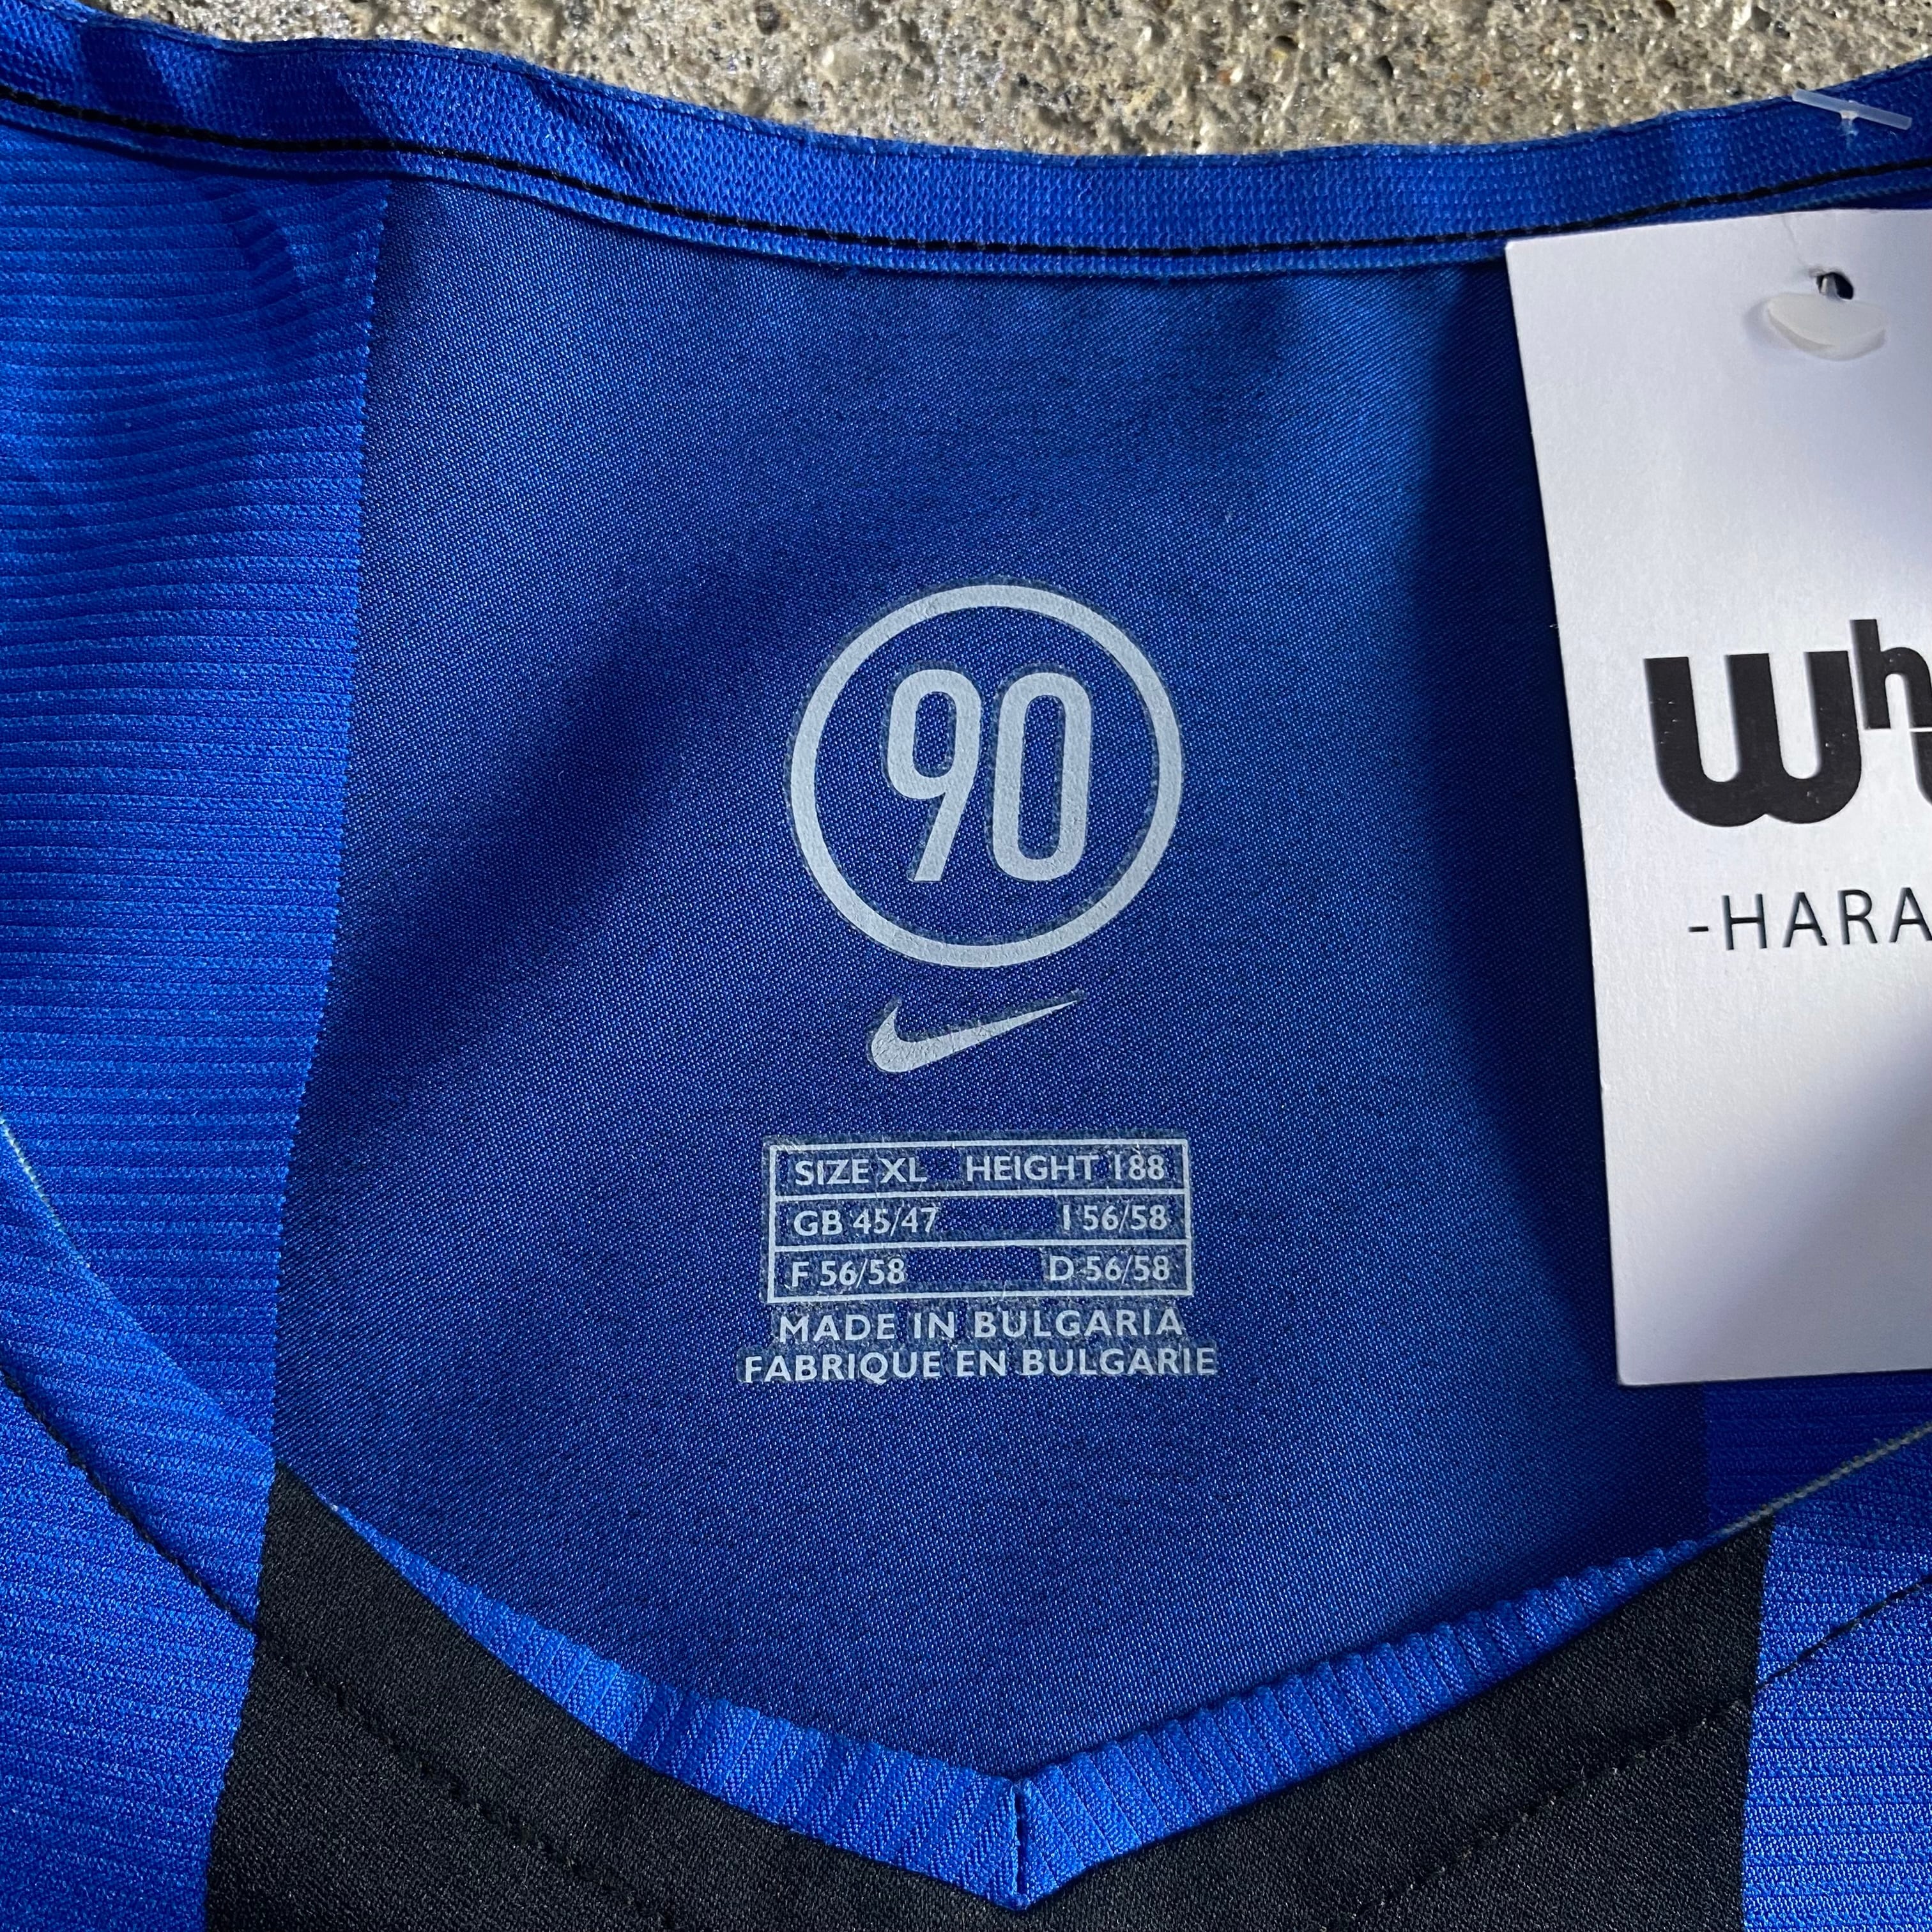 90
SIZE XL HEIGHT 188
GB 45/47 I 56/58
F 56/58 D 56/58
MADE IN BULGARIA
FABRIQUE EN BULGARIE
-HARA